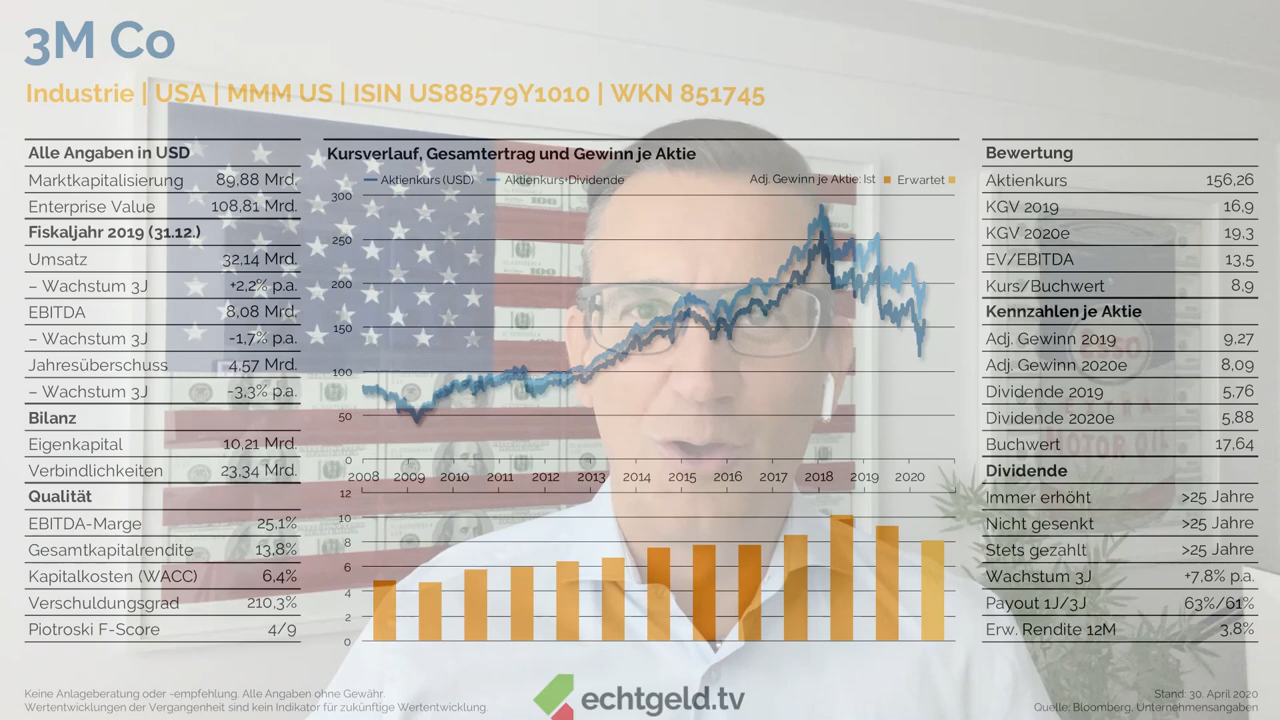 3M Co
Industrie | USA | MMM US | ISIN US88579Y1010 | WKN 851745
Alle Angaben in USD
Marktkapitalisierung 89,88 Mrd.
Enterprise Value 108,81 Mrd.
Fiskaljahr 2019 (31.12.)
Umsatz 32,14 Mrd.
– Wachstum 3J +2,2% p.a.
EBITDA 8,08 Mrd.
– Wachstum 3J -1,7% p.a.
Jahresüberschuss 4,57 Mrd.
– Wachstum 3J -3,3% p.a.
Bilanz
Eigenkapital 10,21 Mrd.
Verbindlichkeiten 23,34 Mrd.
Qualität
EBITDA-Marge 25,1%
Gesamtkapitalrendite 13,8%
Kapitalkosten (WACC) 6,4%
Verschuldungsgrad 210,3%
Piotroski F-Score 4/9
Kursverlauf, Gesamtertrag und Gewinn je Aktie
Aktienkurs (USD) Aktienkurs+Dividende Adj. Gewinn je Aktie: Ist Erwartet
300
250
200
150
100
50
0
2008 2009 2010 2011 2012 2013 2014 2015 2016 2017 2018 2019 2020
12
10
8
6
4
2
0
Bewertung
Aktienkurs 156,26
KGV 2019 16,9
KGV 2020e 19,3
EV/EBITDA 13,5
Kurs/Buchwert 8,9
Kennzahlen je Aktie
Adj. Gewinn 2019 9,27
Adj. Gewinn 2020e 8,09
Dividende 2019 5,76
Dividende 2020e 5,88
Buchwert 17,64
Dividende
Immer erhöht >25 Jahre
Nicht gesenkt >25 Jahre
Stets gezahlt >25 Jahre
Wachstum 3J +7,8% p.a.
Payout 1J/3J 63%/61%
Erw. Rendite 12M 3,8%
ESSO
EXTRA
MOTOR OIL
Keine Anlageberatung oder -empfehlung. Alle Angaben ohne Gewähr.
Wertentwicklungen der Vergangenheit sind kein Indikator für zukünftige Wertentwicklung.
echtgeld.tv
Stand: 30. April 2020
Quelle: Bloomberg, Unternehmensangaben